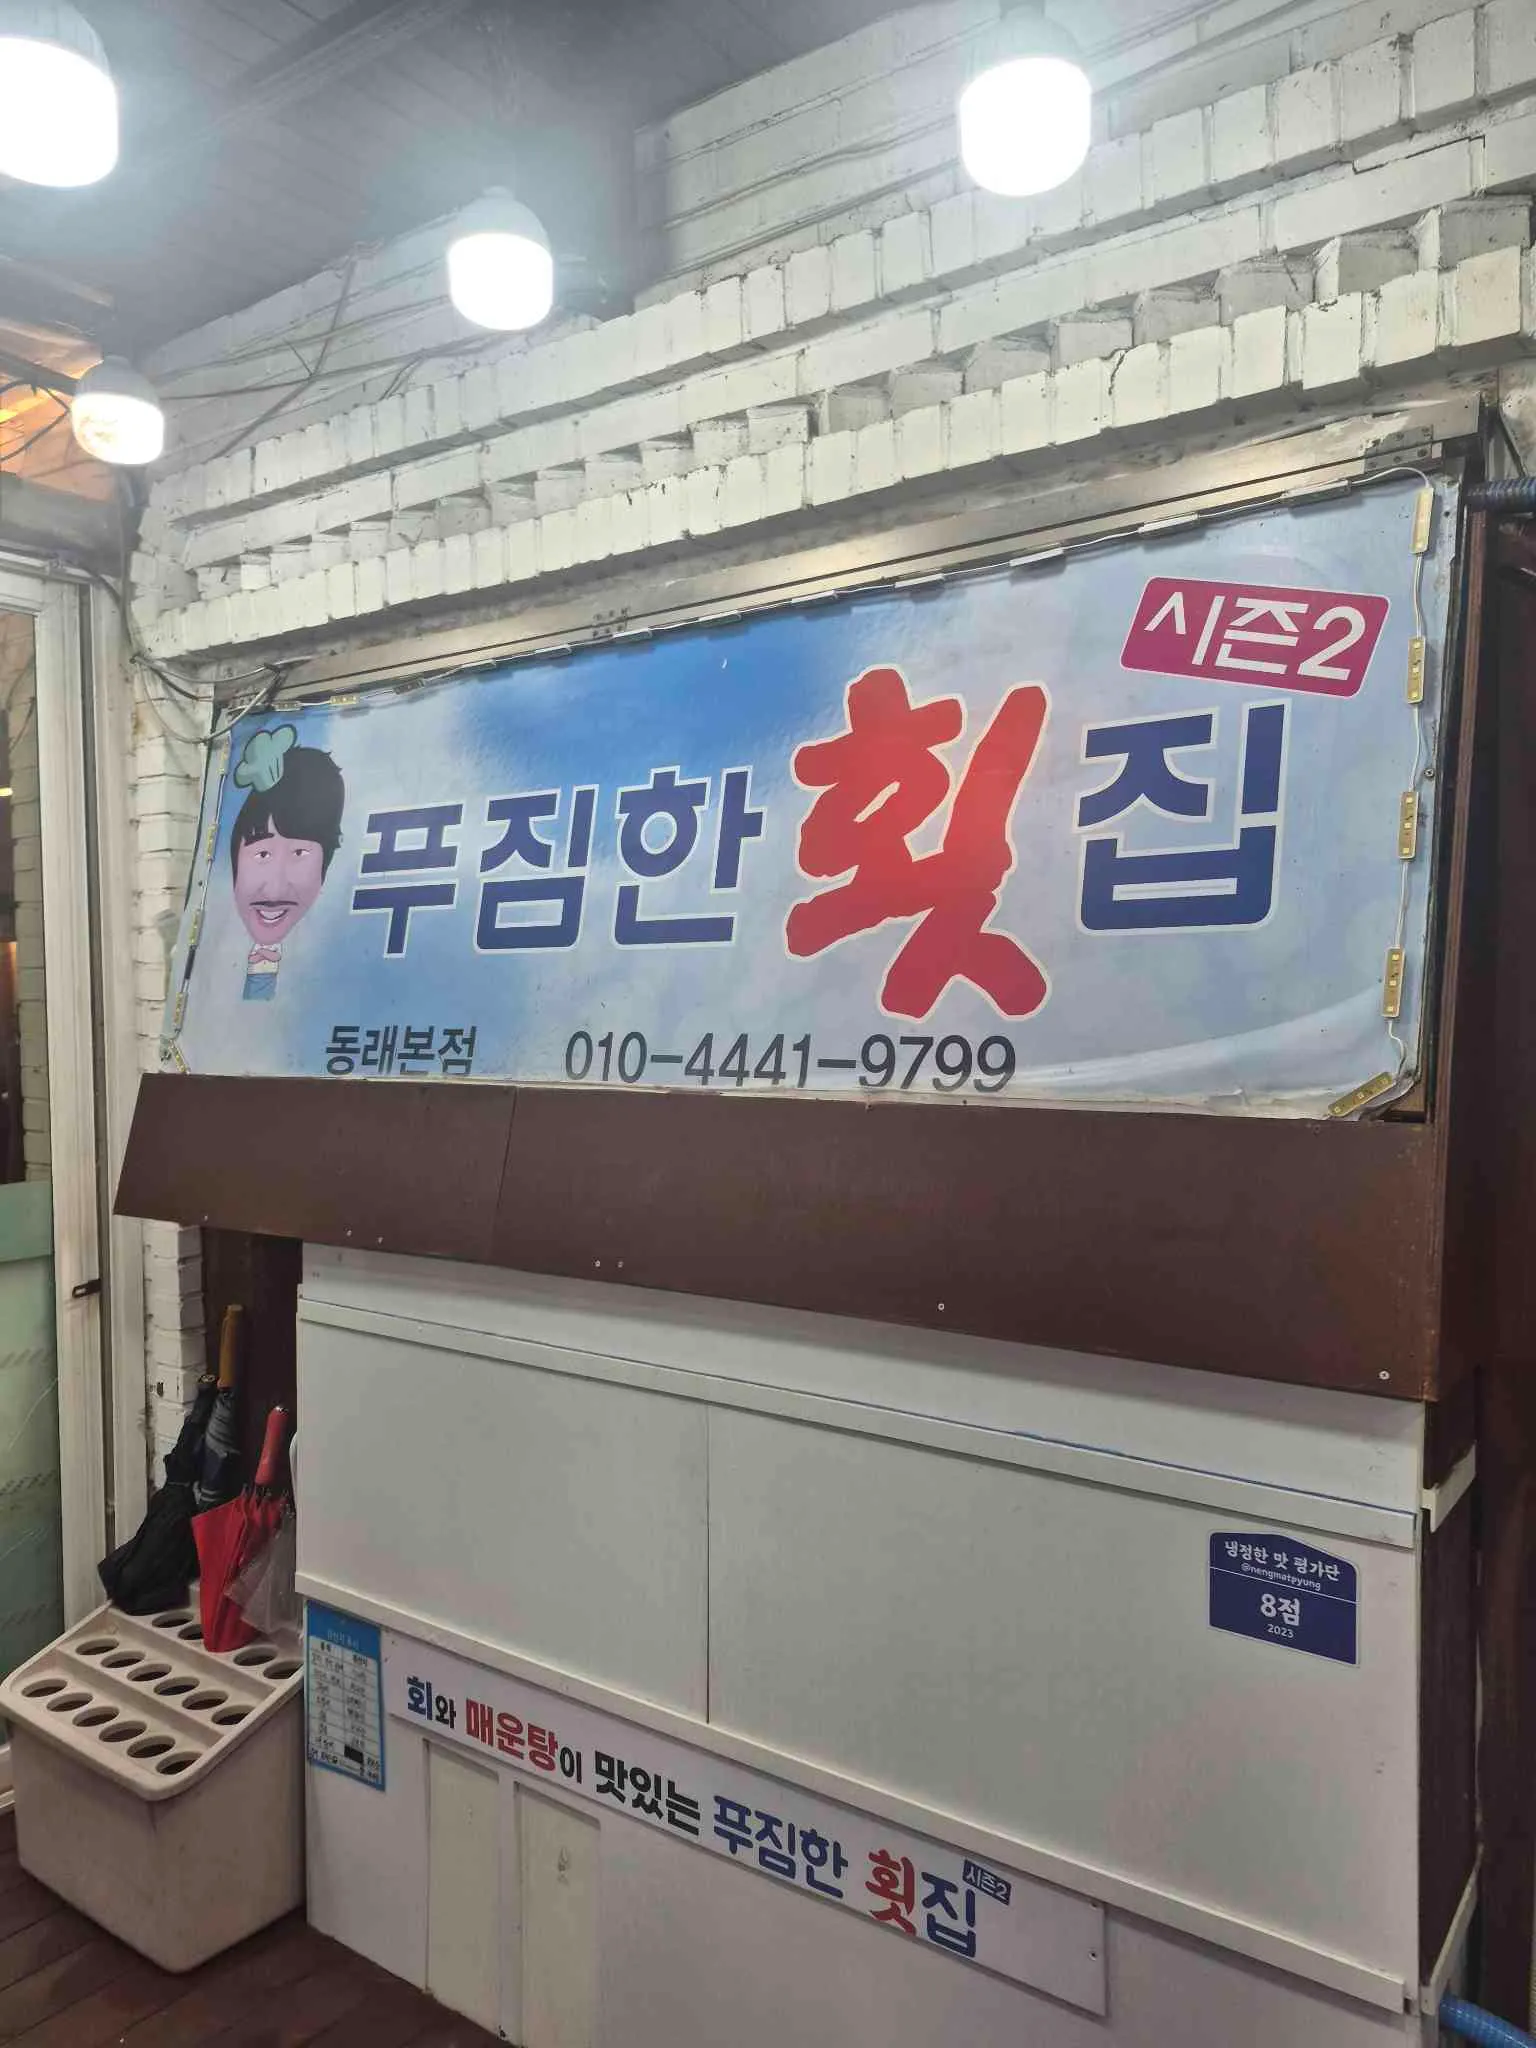 시즌2
푸짐한 횟집
동래본점 010-4441-9799
냉정한 맛 평가단
@nengmatpyung
8점
2023
회와 매운탕이 맛있는 푸짐한 횟집 시즌2